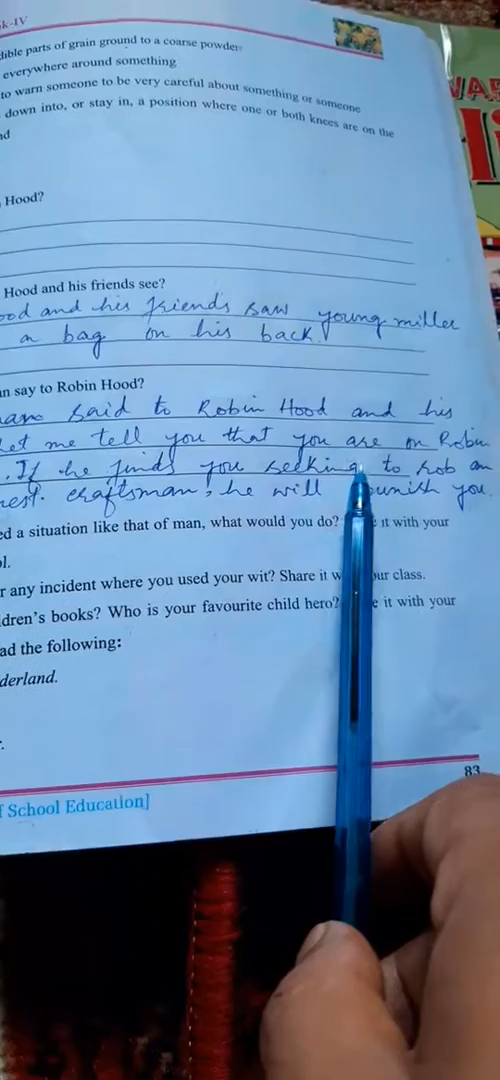 k-IV
dible parts of grain ground to a coarse powder
everywhere around something
to warn someone to be very careful about something or someone
down into, or stay in, a position where one or both knees are on the
nd
Hood?
Hood and his friends see?
ood and his friends saw young miller
a bag on his back.
an say to Robin Hood?
said to Robin Hood and his
Let me tell you that you are on Robin
. If he finds you seeking to rob an
nest craftsman, he will punish you.
ed a situation like that of man, what would you do? it with your
ol.
r any incident where you used your wit? Share it w ur class.
dren's books? Who is your favourite child hero? e it with your
ad the following:
derland.
r.
83
f School Education]
WAR
Hi